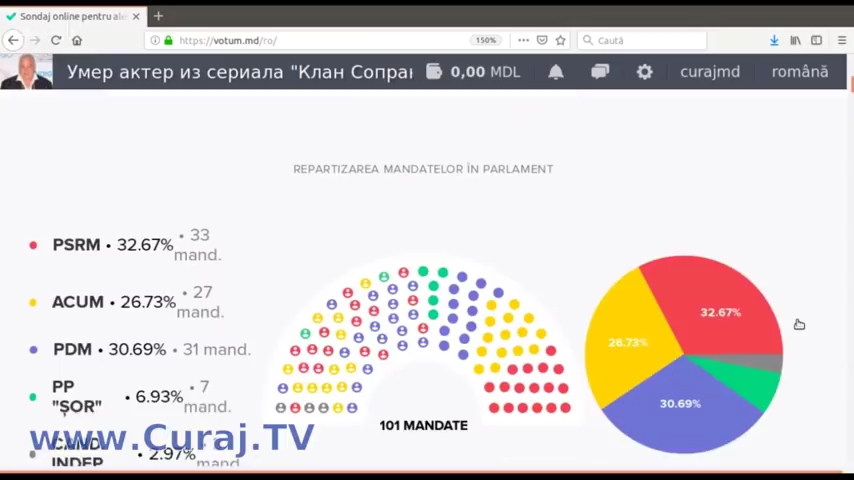 Sondaj online pentru ale
https://votum.md/ro/
150%
Caută
Умер актер из сериала "Клан Сопран
0,00 MDL
curajmd
română
REPARTIZAREA MANDATELOR ÎN PARLAMENT
PSRM • 32.67% • 33 mand.
ACUM • 26.73% • 27 mand.
PDM • 30.69% • 31 mand.
PP "ȘOR" • 6.93% • 7 mand.
CAND. INDEP • 2.97% mand.
101 MANDATE
32.67%
26.73%
30.69%
www.Curaj.TV